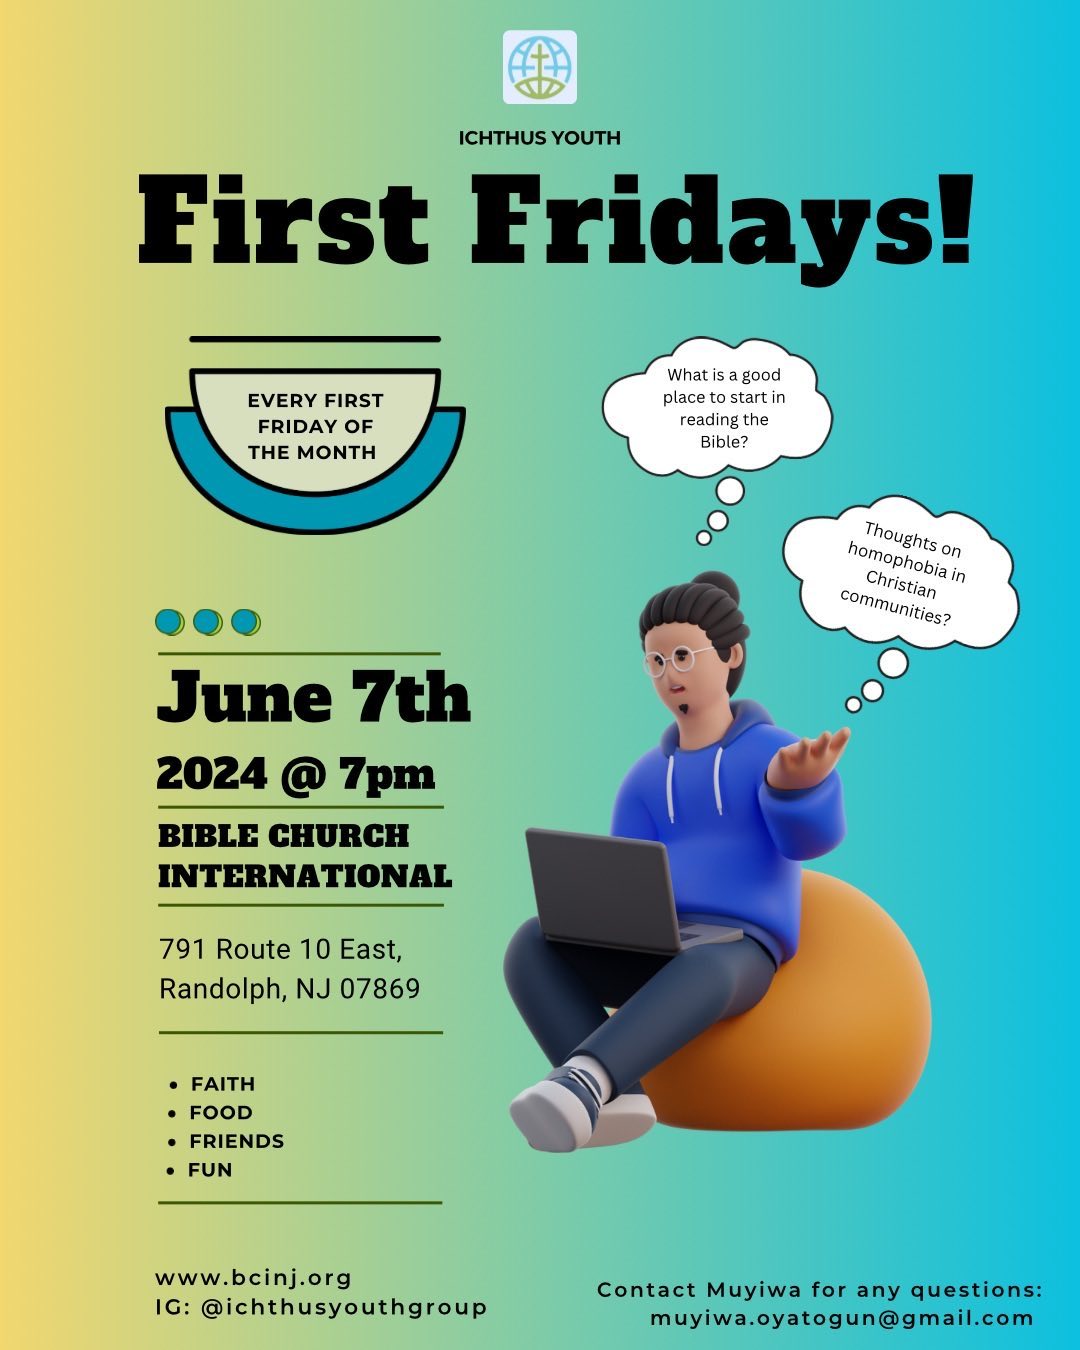 ICHTHUS YOUTH
First Fridays!
EVERY FIRST
FRIDAY OF
THE MONTH
What is a good
place to start in
reading the
Bible?
Thoughts on
homophobia in
Christian
communities?
June 7th
2024 @ 7pm
BIBLE CHURCH
INTERNATIONAL
791 Route 10 East,
Randolph, NJ 07869
• FAITH
• FOOD
• FRIENDS
• FUN
www.bcinj.org
IG: @ichthusyouthgroup
Contact Muyiwa for any questions:
muyiwa.oyatogun@gmail.com